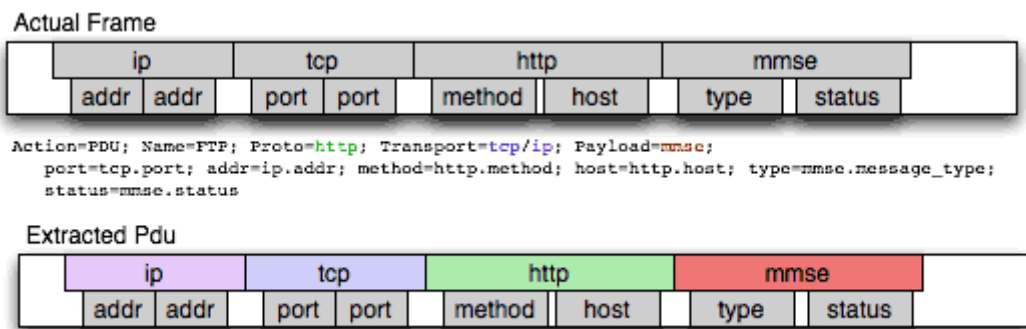 Actual Frame
ip tcp http mmse
addr addr port port method host type status
Action=PDU; Name=FTP; Proto=http; Transport=tcp/ip; Payload=mmse;
port=tcp.port; addr=ip.addr; method=http.method; host=http.host; type=mmse.message_type;
status=mmse.status
Extracted Pdu
ip tcp http mmse
addr addr port port method host type status